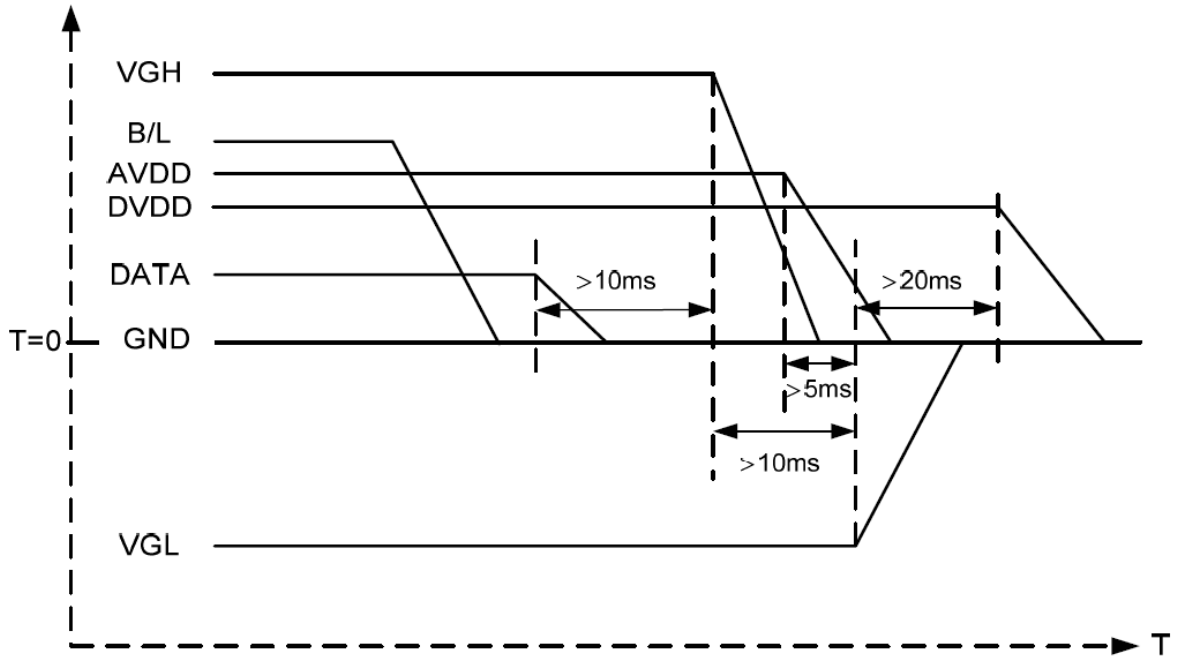 VGH
B/L
AVDD
DVDD
DATA
>10ms
>20ms
T=0
GND
>5ms
>10ms
VGL
T